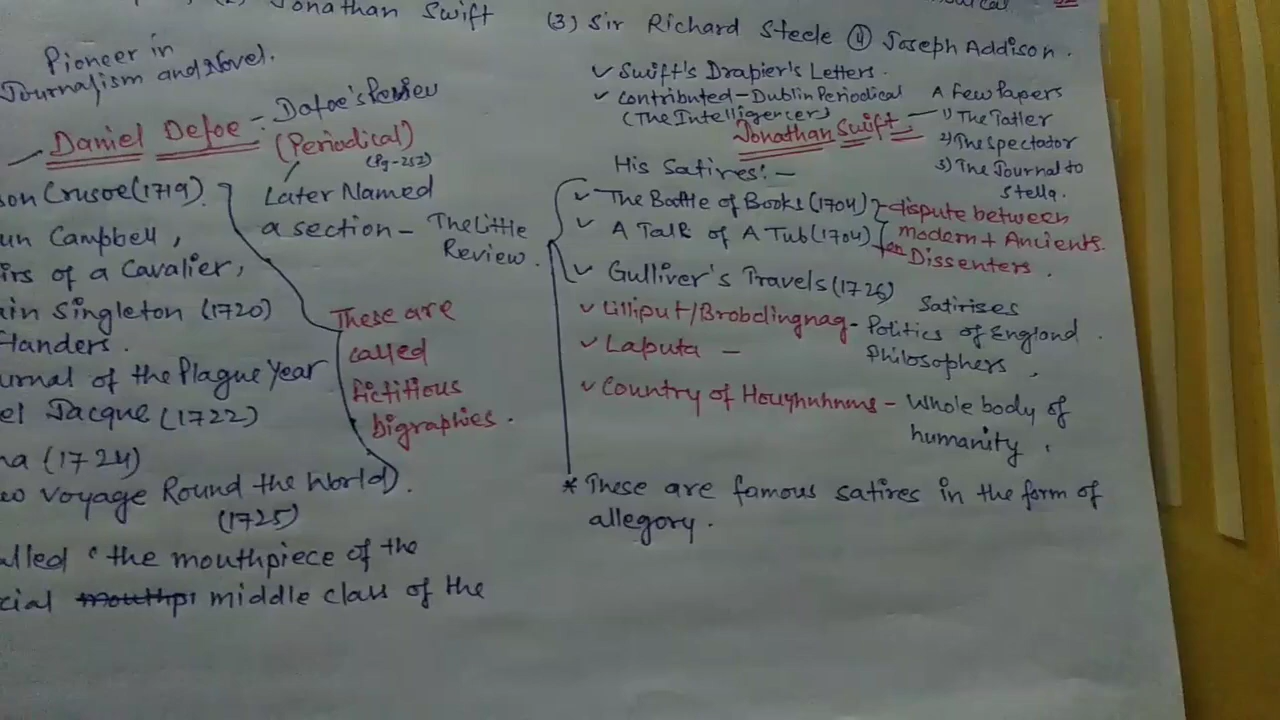 Jonathan Swift
(3) Sir Richard Steele (4) Joseph Addison.
Pioneer in
Journalism and Novel.
Daniel Defoe - Dafoe's Review
(Periodical)
(Pg-252)
Later Named
a section - The Little
Review.
son Crusoe (1719).
un Campbell,
irs of a Cavalier,
ain Singleton (1720)
Flanders.
urnal of the Plague Year
el Jacque (1722)
na (1724)
ew Voyage Round the World).
(1725)
These are
called
fictitious
bigraphies.
alled ' the mouthpiece of the
cial middle class of the
✓ Swift's Drapier's Letters.
✓ Contributed - Dublin Periodical
(The Intelligencer)
Jonathan Swift -
A Few Papers
1) The Tatler
2) The Spectator
3) The Journal to
Stella.
His Satires: -
✓ The Battle of Books (1704)
✓ A Tale of A Tub (1704)
dispute between
modern + Ancients.
on Dissenters.
✓ Gulliver's Travels (1726)
Satirises
✓ Lilliput/Brobdingnag - Politics of England.
✓ Laputa - Philosophers,
✓ Country of Houyhnhnms - Whole body of
humanity.
* These are famous satires in the form of
allegory.